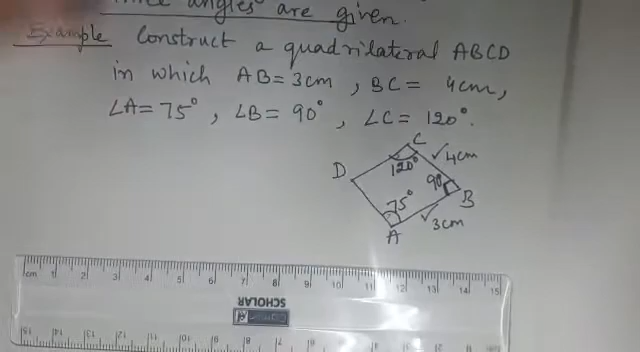 Three angles are given.
Example Construct a quadrilateral ABCD
in which AB = 3cm, BC = 4cm,
∠A = 75°, ∠B = 90°, ∠C = 120°.
C
4cm
D
120°
90°
B
75°
3cm
A
cm 1 2 3 4 5 6 7 8 9 10 11 12 13 14 15
SCHOLAR